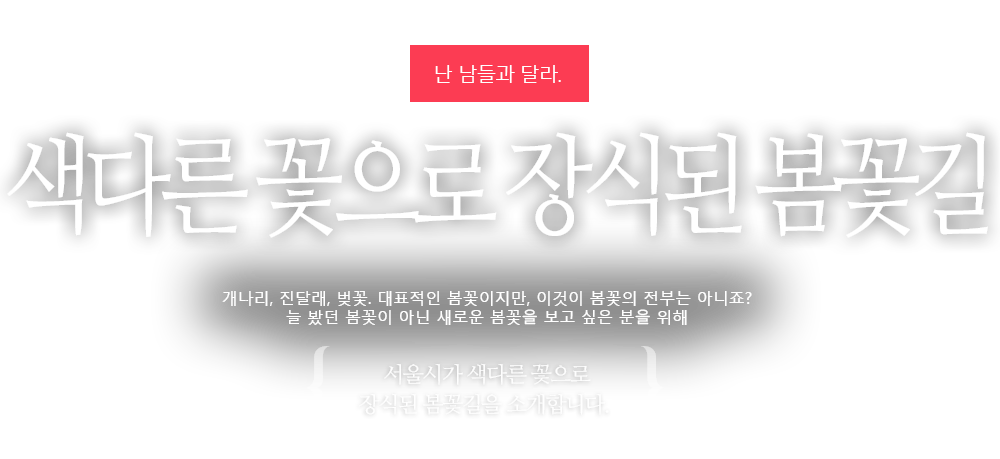 난 남들과 달라.
색다른 꽃으로 장식된 봄꽃길
개나리, 진달래, 벚꽃. 대표적인 봄꽃이지만, 이것이 봄꽃의 전부는 아니죠?
늘 봤던 봄꽃이 아닌 새로운 봄꽃을 보고 싶은 분을 위해
서울시가 색다른 꽃으로
장식된 봄꽃길을 소개합니다.